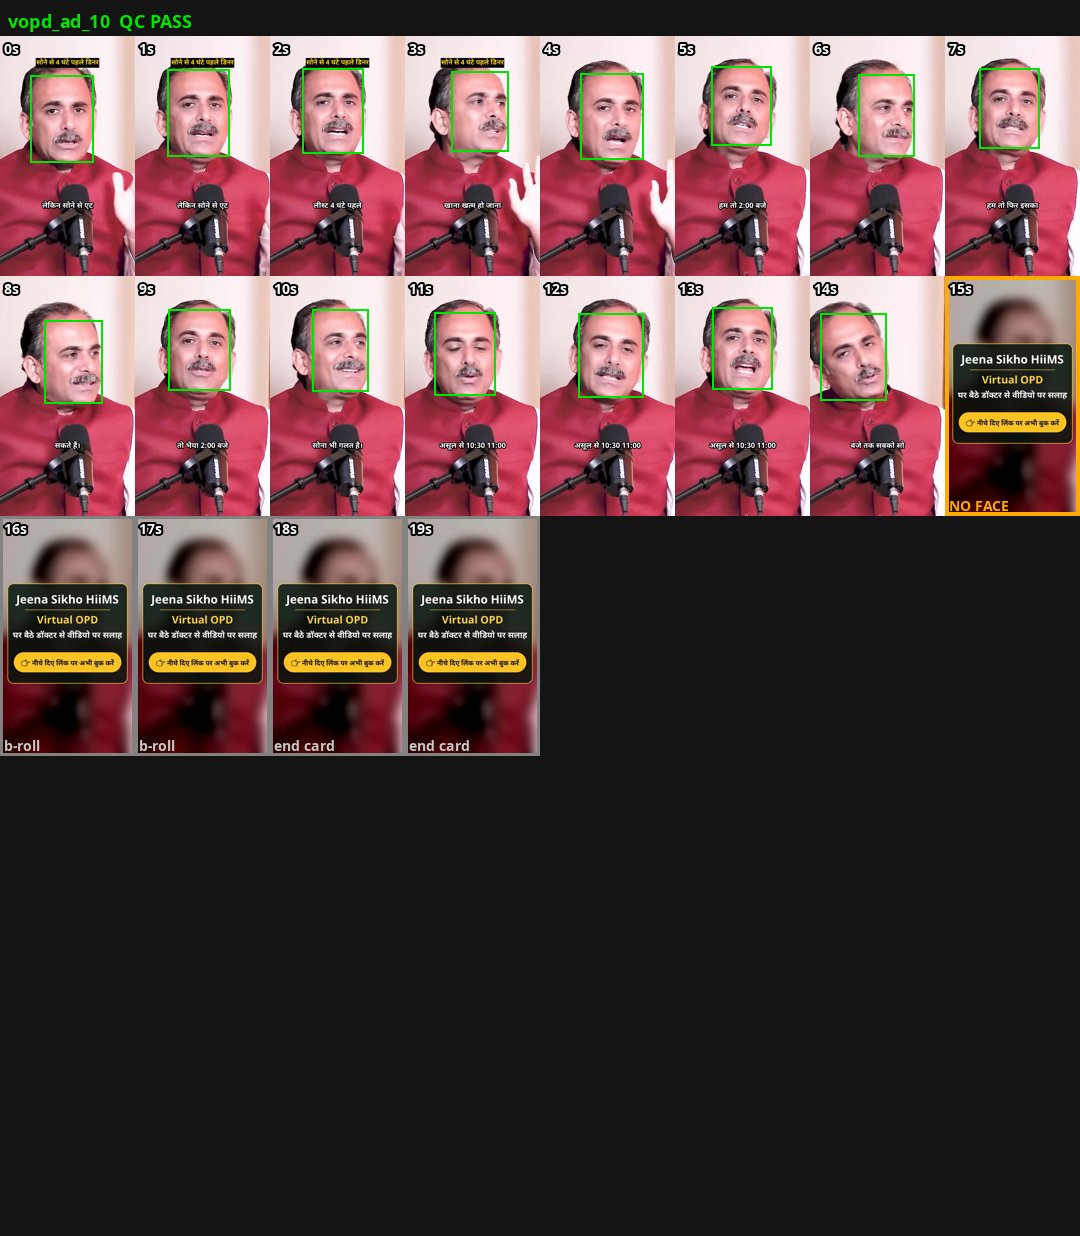 vopd_ad_10 QC PASS
0s
1s
2s
3s
4s
5s
6s
7s
सोने से 4 घंटे पहले डिनर
सोने से 4 घंटे पहले डिनर
सोने से 4 घंटे पहले डिनर
सोने से 4 घंटे पहले डिनर
लेकिन सोने से एट
लेकिन सोने से एट
लीस्ट 4 घंटे पहले
खाना खत्म हो जाना
हम तो 2:00 बजे
हम तो फिर इसका
8s
9s
10s
11s
12s
13s
14s
15s
सकते हैं।
तो भैया 2:00 बजे
सोना भी गलत है।
असूल से 10:30 11:00
असूल से 10:30 11:00
असूल से 10:30 11:00
बजे तक सबको सो
Jeena Sikho HiiMS
Virtual OPD
घर बैठे डॉक्टर से वीडियो पर सलाह
नीचे दिए लिंक पर अभी बुक करें
NO FACE
16s
17s
18s
19s
Jeena Sikho HiiMS
Virtual OPD
घर बैठे डॉक्टर से वीडियो पर सलाह
नीचे दिए लिंक पर अभी बुक करें
b-roll
Jeena Sikho HiiMS
Virtual OPD
घर बैठे डॉक्टर से वीडियो पर सलाह
नीचे दिए लिंक पर अभी बुक करें
b-roll
Jeena Sikho HiiMS
Virtual OPD
घर बैठे डॉक्टर से वीडियो पर सलाह
नीचे दिए लिंक पर अभी बुक करें
end card
Jeena Sikho HiiMS
Virtual OPD
घर बैठे डॉक्टर से वीडियो पर सलाह
नीचे दिए लिंक पर अभी बुक करें
end card